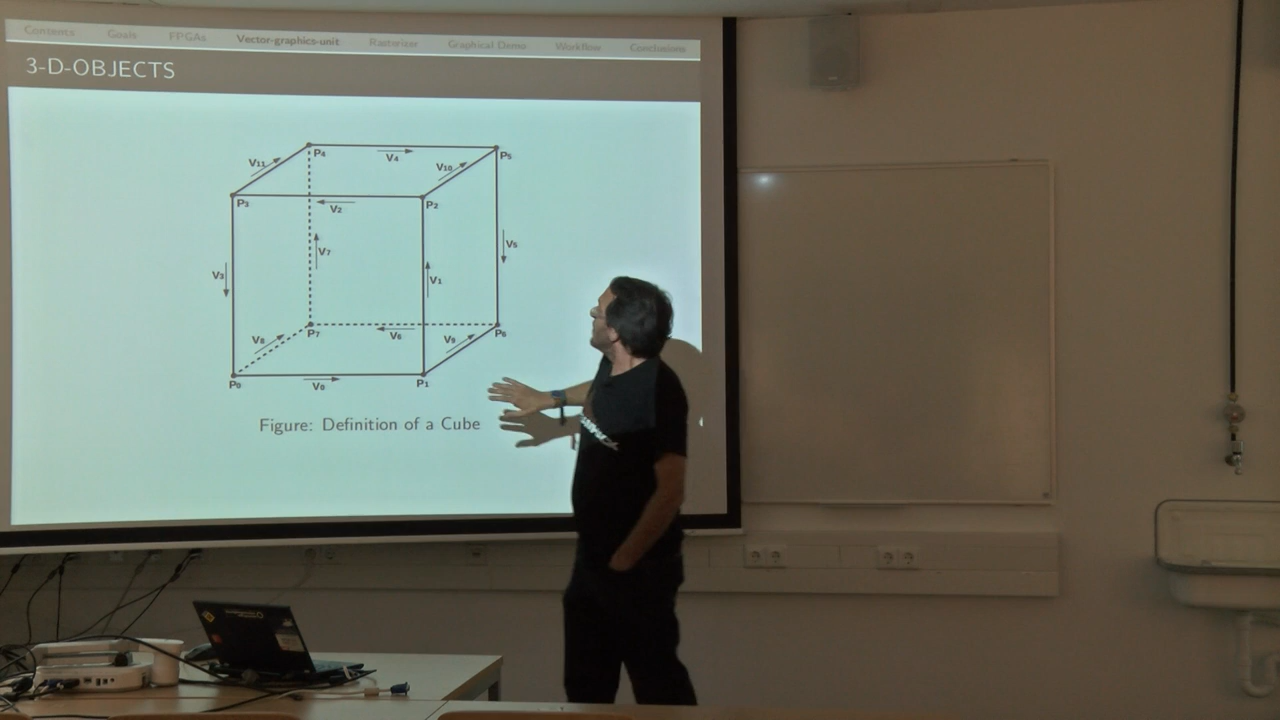 Contents Goals FPGAs Vector-graphics-unit Rasterizer Graphical Demo Workflow Conclusions
3-D-OBJECTS
P4 V4 P5
V11 V10
P3 V2 P2
V7 V5
V3 V1
V8 P7 V6 V9 P6
P0 V0 P1
Figure: Definition of a Cube